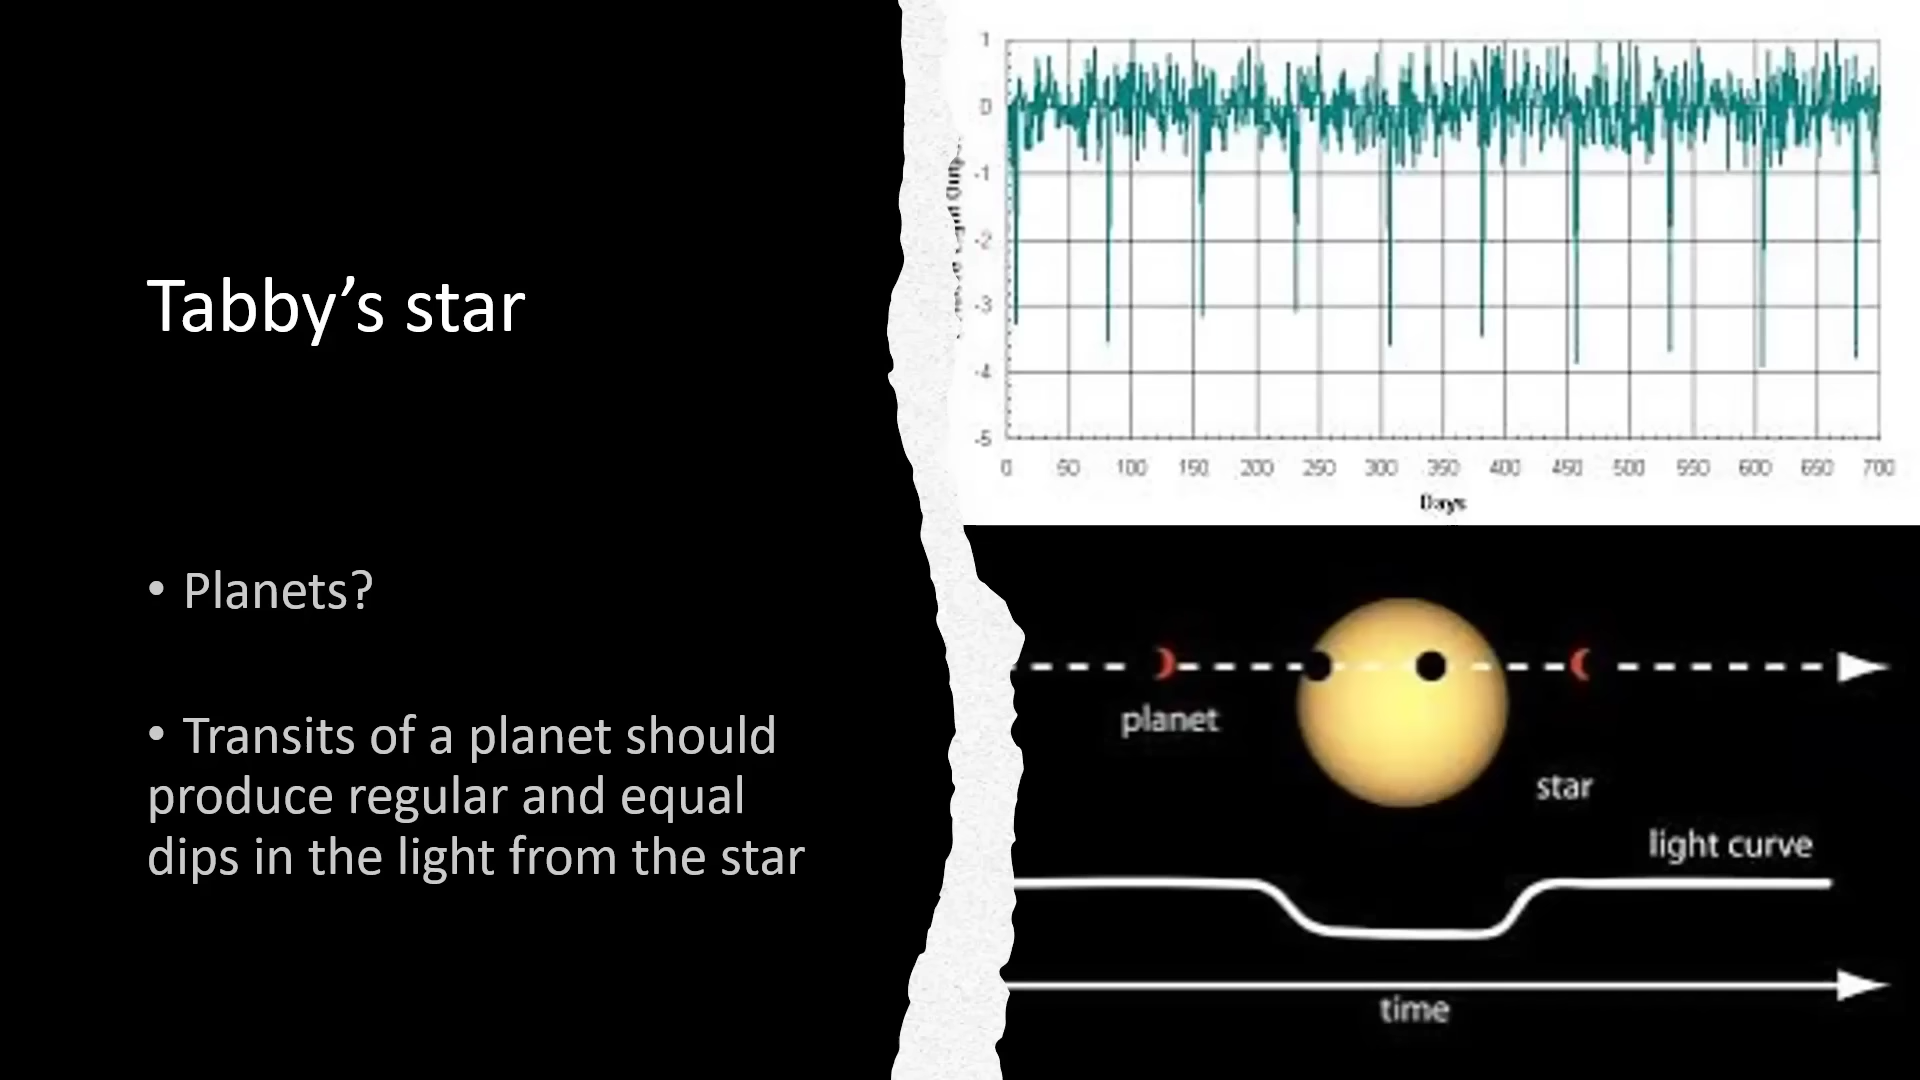 Tabby’s star
• Planets?
• Transits of a planet should
produce regular and equal
dips in the light from the star
1
0
-1
-2
-3
-4
-5
0 50 100 150 200 250 300 350 400 450 500 550 600 650 700
Days
planet
star
light curve
time